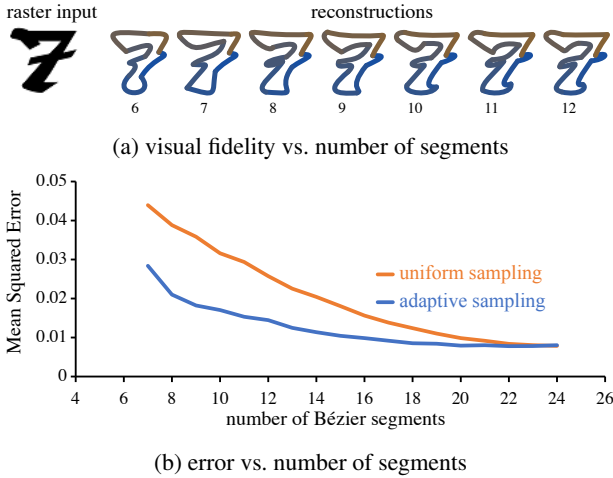 raster input reconstructions
7
6 7 8 9 10 11 12
(a) visual fidelity vs. number of segments
0.05
0.04
0.03
0.02
0.01
0
Mean Squared Error
uniform sampling
adaptive sampling
4 6 8 10 12 14 16 18 20 22 24 26
number of Bézier segments
(b) error vs. number of segments